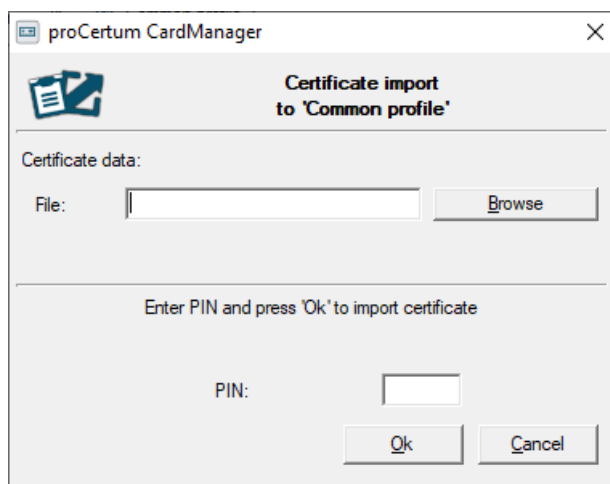 proCertum CardManager
Certificate import
to 'Common profile'
Certificate data:
File:
Browse
Enter PIN and press 'Ok' to import certificate
PIN:
Ok
Cancel